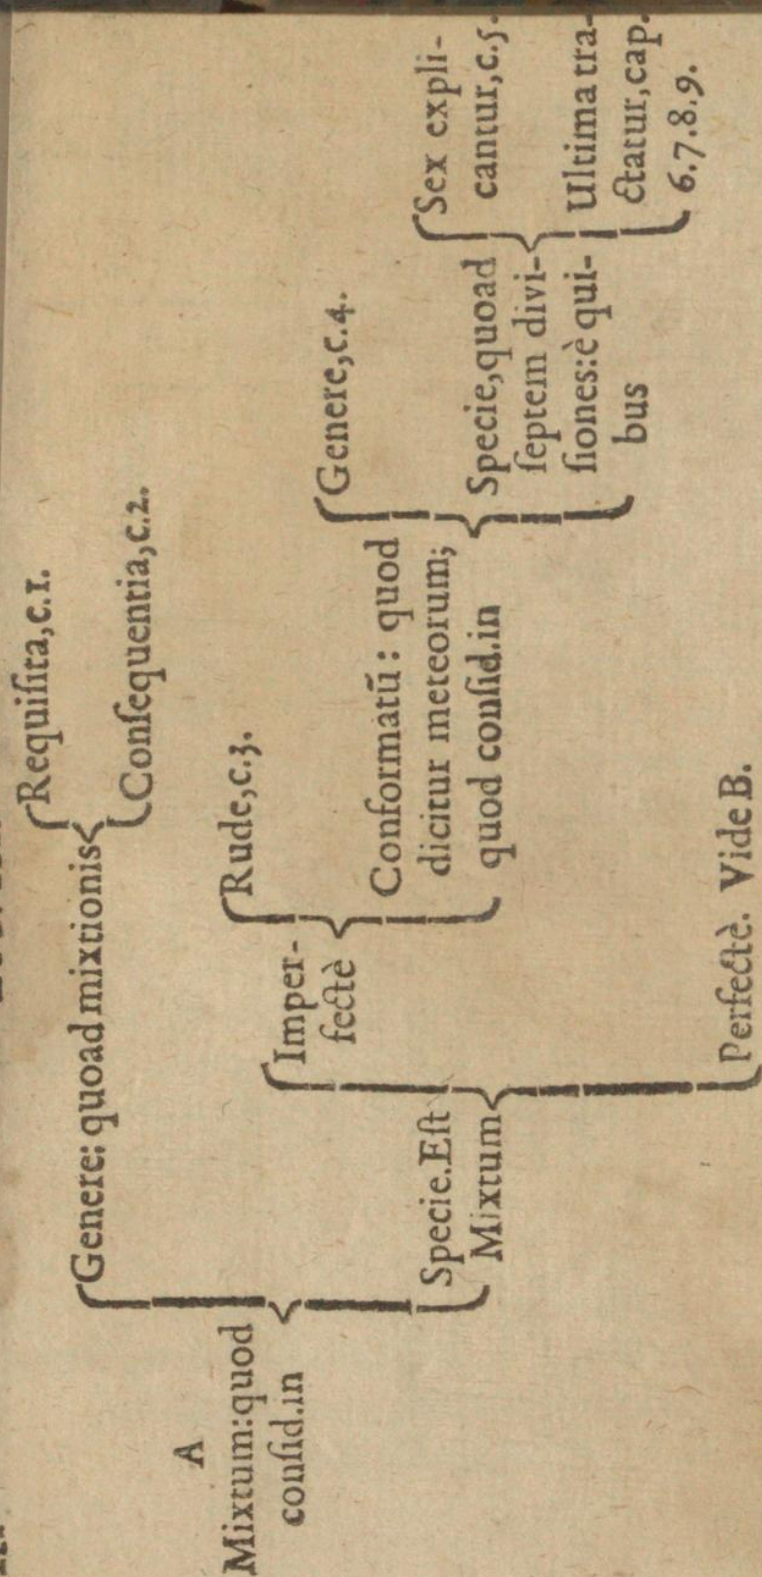 A
Mixtum:quod
consid.in
Genere: quoad mixtionis
Requiſita,c.1.
Conſequentia,c.2.
Specie.Eſt
Mixtum
Imper-
fectè
Rude,c.3.
Conformatũ: quod
dicitur meteorum;
quod conſid.in
Genere,c.4.
Specie,quoad
ſeptem divi-
ſiones:è qui-
bus
Sex expli-
cantur,c.5.
Ultima tra-
ctatur,cap.
6.7.8.9.
Perfectè. Vide B.